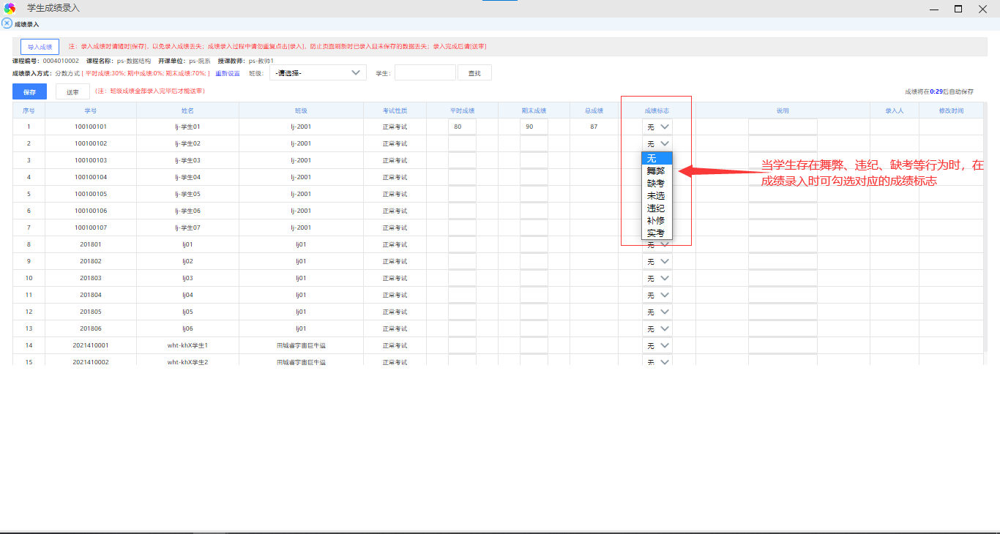 学生成绩录入
成绩录入
导入成绩 注：录入成绩时请随时[保存]，以免录入成绩丢失；成绩录入过程中请勿重复点击[录入]，防止页面刷新时已录入且未保存的数据丢失；录入完成后请[送审]
课程编号：0004010002 课程名称：ps-数据结构 开课单位：ps-院系 授课教师：ps-教师1
成绩录入方式：分数方式 [ 平时成绩:30%; 期中成绩:0%; 期末成绩:70%; ] 重新设置 班级： -请选择- 学生： 查找
保存 送审 （注：班级成绩全部录入完毕后才能送审） 成绩将在0:29后自动保存
序号 学号 姓名 班级 考试性质 平时成绩 期末成绩 总成绩 成绩标志 说明 录入人 修改时间
1 100100101 lj-学生01 lj-2001 正常考试 80 90 87 无
2 100100102 lj-学生02 lj-2001 正常考试 无
3 100100103 lj-学生03 lj-2001 正常考试
4 100100104 lj-学生04 lj-2001 正常考试
5 100100105 lj-学生05 lj-2001 正常考试
6 100100106 lj-学生06 lj-2001 正常考试
7 100100107 lj-学生07 lj-2001 正常考试
无
舞弊
缺考
未选
违纪
补修
实考
当学生存在舞弊、违纪、缺考等行为时，在
成绩录入时可勾选对应的成绩标志
8 201801 lj01 lj01 正常考试 无
9 201802 lj02 lj01 正常考试 无
10 201803 lj03 lj01 正常考试 无
11 201804 lj04 lj01 正常考试 无
12 201805 lj05 lj01 正常考试 无
13 201806 lj06 lj01 正常考试 无
14 2021410001 wht-khX学生1 田城睿宇宙巨牛逼 正常考试 无
15 2021410002 wht-khX学生2 田城睿宇宙巨牛逼 正常考试 无